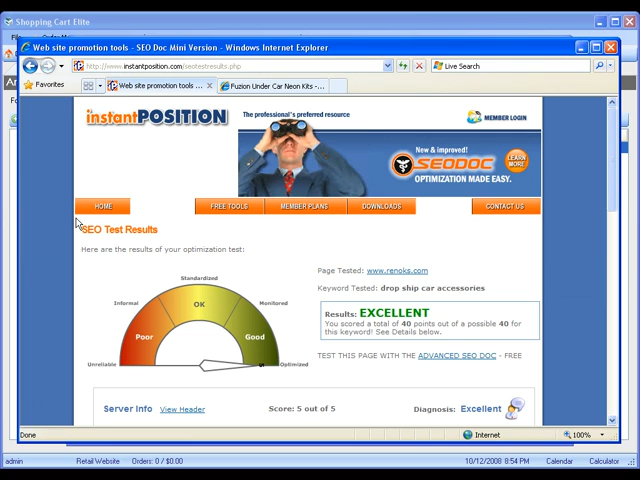 Shopping Cart Elite
Web site promotion tools - SEO Doc Mini Version - Windows Internet Explorer
http://www.instantposition.com/seotestresults.php
Live Search
Favorites
Web site promotion tools ...
Fuzion Under Car Neon Kits -...
instantPOSITION
The professional's preferred resource
MEMBER LOGIN
New & improved!
SEODOC
LEARN MORE
OPTIMIZATION MADE EASY.
HOME
FREE TOOLS
MEMBER PLANS
DOWNLOADS
CONTACT US
SEO Test Results
Here are the results of your optimization test:
Standardized
Informal
OK
Monitored
Poor
Good
Unreliable
Optimized
Page Tested: www.renoks.com
Keyword Tested: drop ship car accessories
Results: EXCELLENT
You scored a total of 40 points out of a possible 40 for
this keyword! See Details below.
TEST THIS PAGE WITH THE ADVANCED SEO DOC - FREE
Server Info View Header Score: 5 out of 5 Diagnosis: Excellent
Done
Internet
100%
admin
Retail Website
Orders: 0 / $0.00
10/12/2008 8:54 PM
Calendar
Calculator